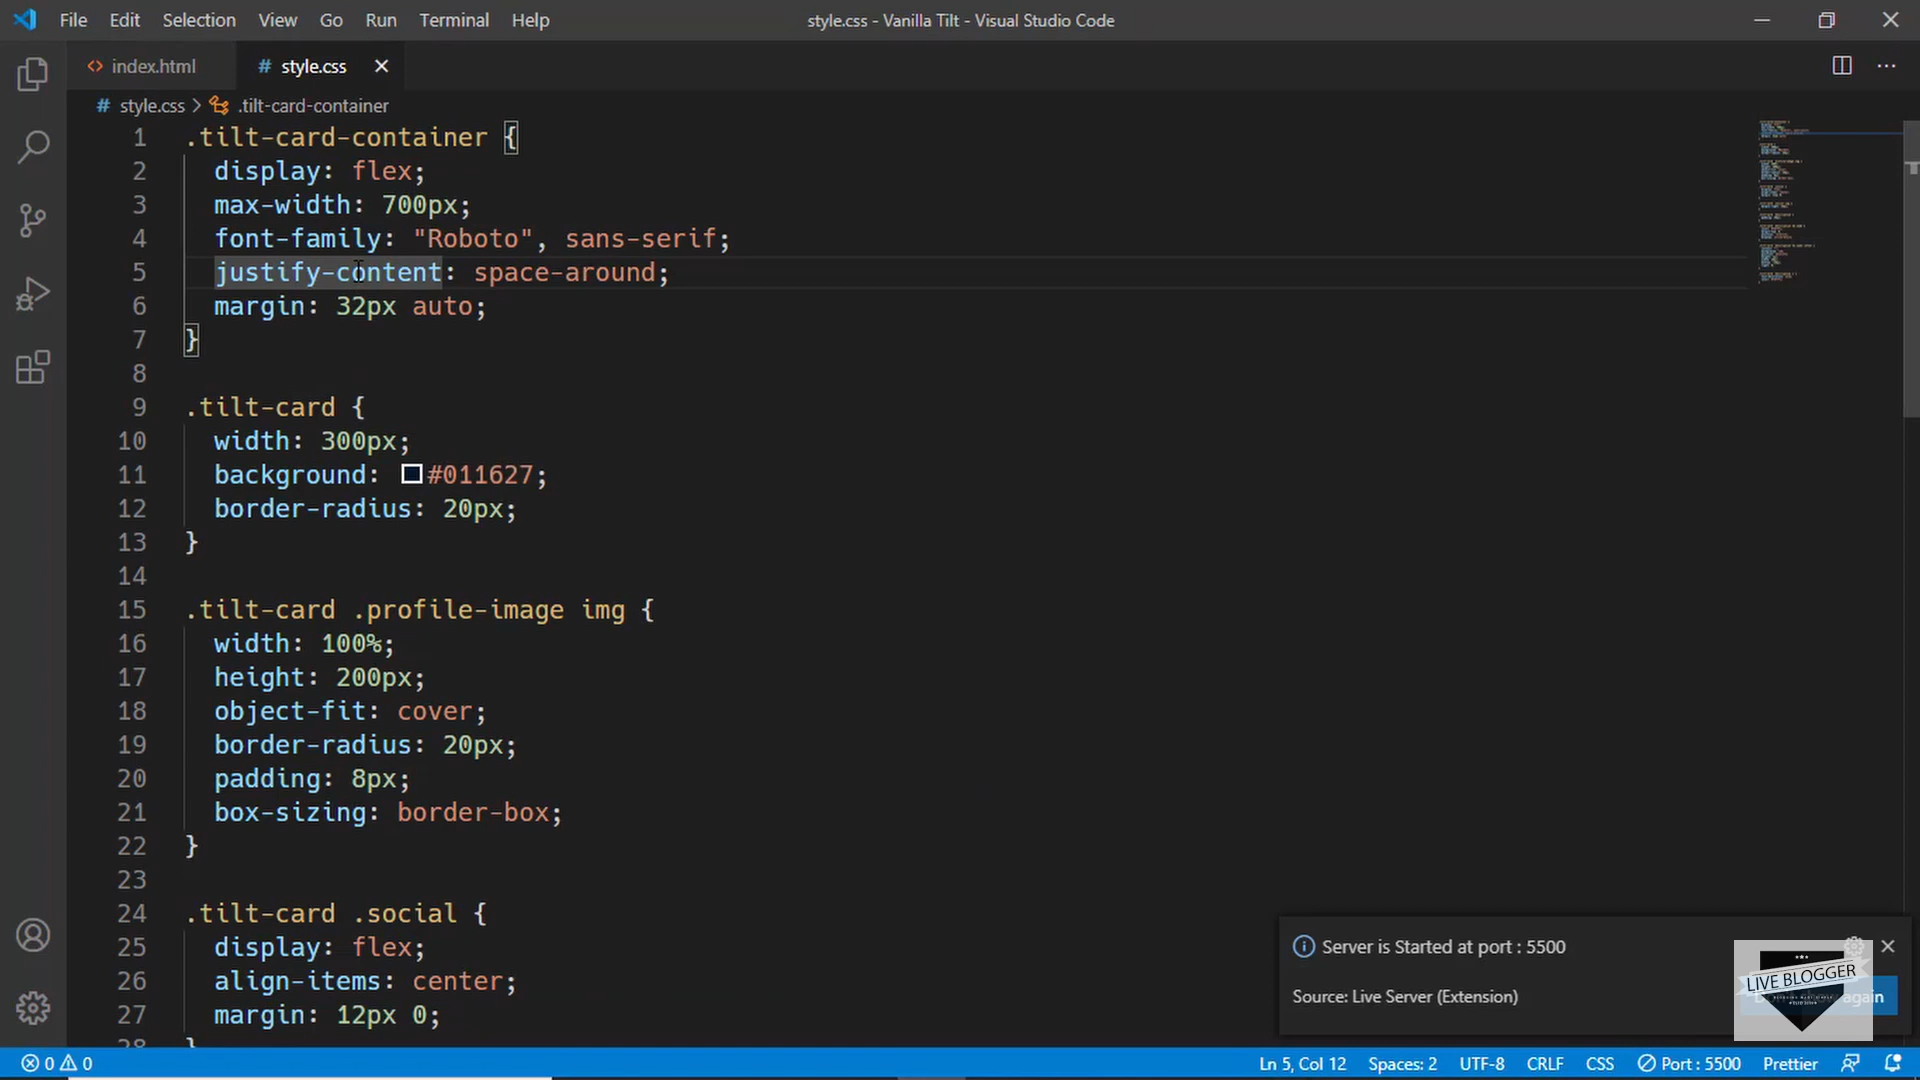 File Edit Selection View Go Run Terminal Help
style.css - Vanilla Tilt - Visual Studio Code
index.html
# style.css
# style.css > .tilt-card-container
1 .tilt-card-container {
2 display: flex;
3 max-width: 700px;
4 font-family: "Roboto", sans-serif;
5 justify-content: space-around;
6 margin: 32px auto;
7 }
8
9 .tilt-card {
10 width: 300px;
11 background: #011627;
12 border-radius: 20px;
13 }
14
15 .tilt-card .profile-image img {
16 width: 100%;
17 height: 200px;
18 object-fit: cover;
19 border-radius: 20px;
20 padding: 8px;
21 box-sizing: border-box;
22 }
23
24 .tilt-card .social {
25 display: flex;
26 align-items: center;
27 margin: 12px 0;
28 }
Server is Started at port : 5500
Source: Live Server (Extension)
again
LIVE BLOGGER
0 0
Ln 5, Col 12 Spaces: 2 UTF-8 CRLF CSS Port : 5500 Prettier